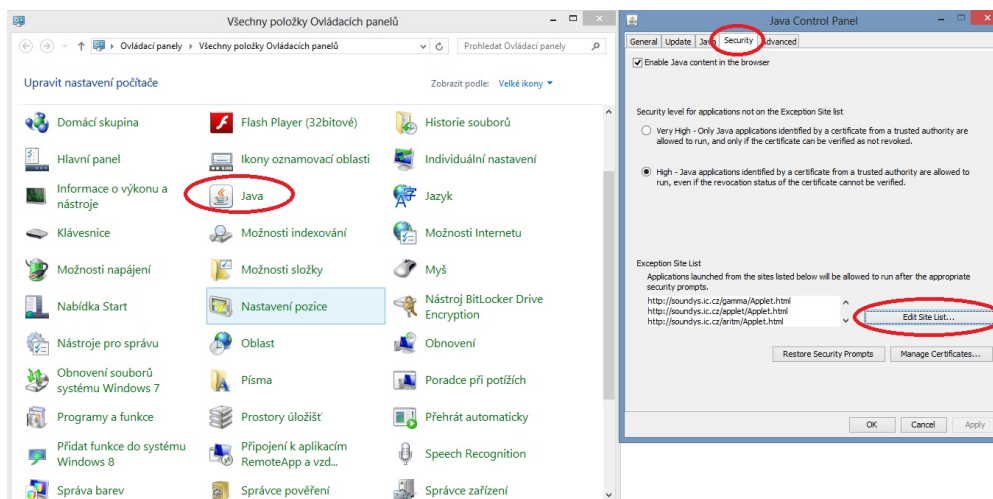 Všechny položky Ovládacích panelů
Ovládací panely
Všechny položky Ovládacích panelů
Prohledat Ovládací panely
Upravit nastavení počítače
Zobrazit podle: Velké ikony
Domácí skupina
Flash Player (32bitové)
Historie souborů
Hlavní panel
Ikony oznamovací oblasti
Individuální nastavení
Informace o výkonu a
nástroje
Java
Jazyk
Klávesnice
Možnosti indexování
Možnosti Internetu
Možnosti napájení
Možnosti složky
Myš
Nabídka Start
Nastavení pozice
Nástroj BitLocker Drive
Encryption
Nástroje pro správu
Oblast
Obnovení
Obnovení souborů
systému Windows 7
Písma
Poradce při potížích
Programy a funkce
Prostory úložišť
Přehrát automaticky
Přidat funkce do systému
Windows 8
Připojení k aplikacím
RemoteApp a vzd...
Speech Recognition
Správa barev
Správce pověření
Správce zařízení
Java Control Panel
General Update Java Security Advanced
Enable Java content in the browser
Security level for applications not on the Exception Site list
Very High - Only Java applications identified by a certificate from a trusted authority are
allowed to run, and only if the certificate can be verified as not revoked.
High - Java applications identified by a certificate from a trusted authority are allowed to
run, even if the revocation status of the certificate cannot be verified.
Exception Site List
Applications launched from the sites listed below will be allowed to run after the appropriate
security prompts.
http://soundys.ic.cz/gamma/Applet.html
http://soundys.ic.cz/applet/Applet.html
http://soundys.ic.cz/aritm/Applet.html
Edit Site List...
Restore Security Prompts
Manage Certificates...
OK
Cancel
Apply